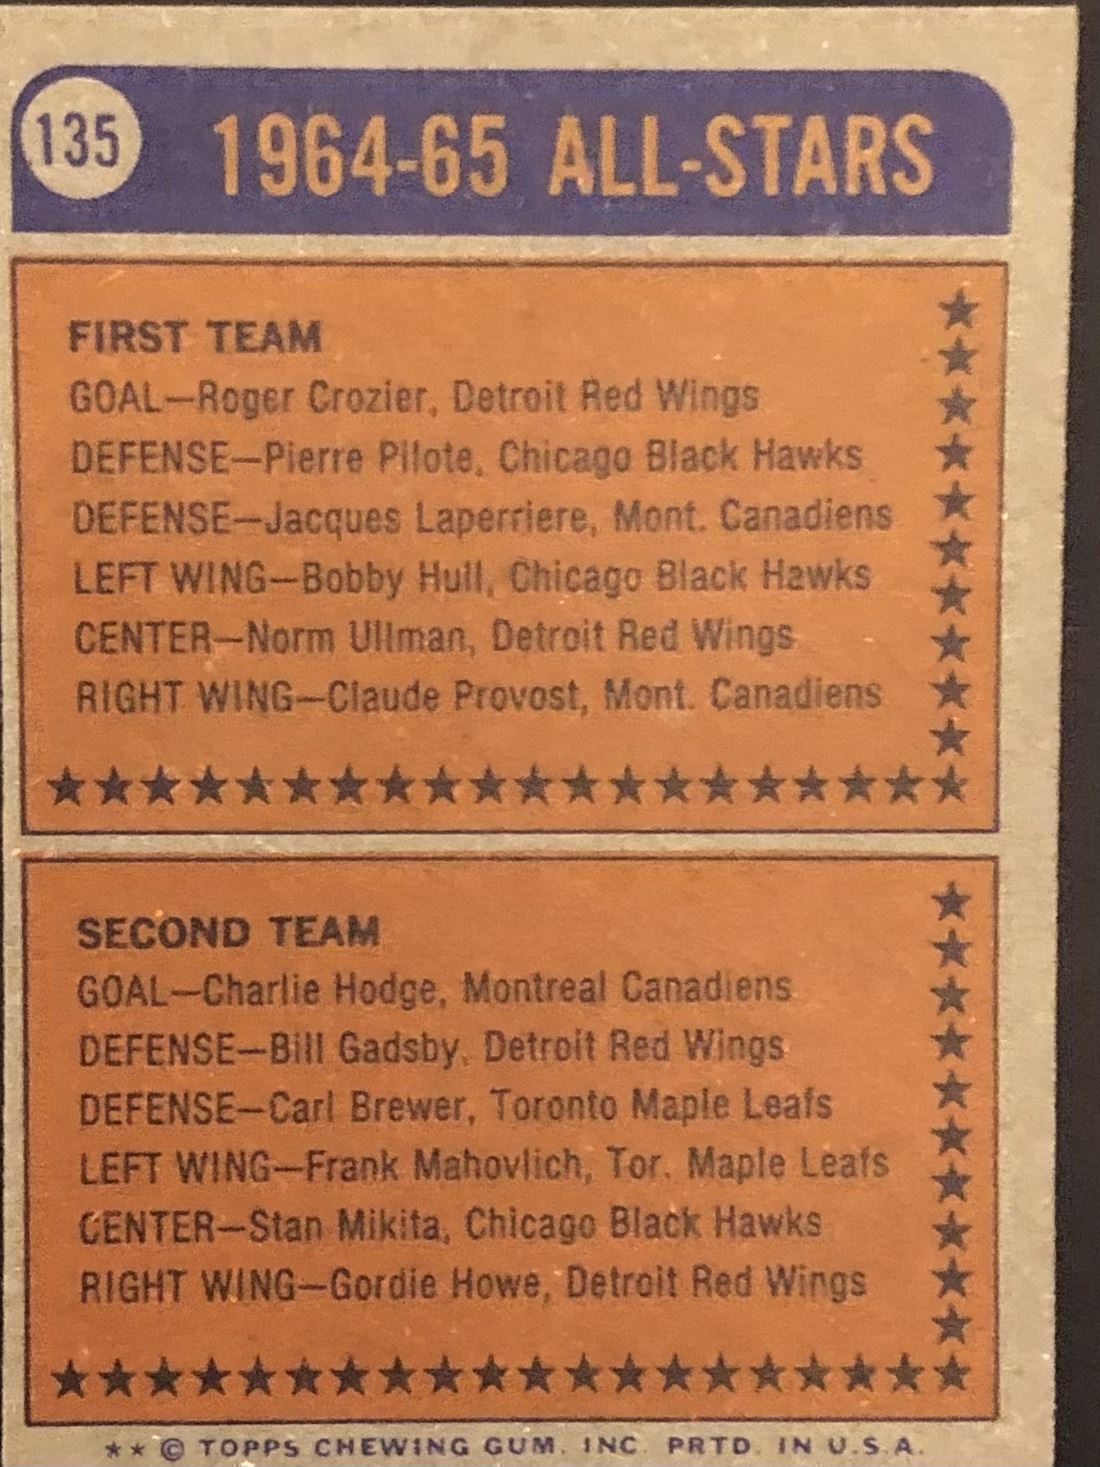 135
1964-65 ALL-STARS
FIRST TEAM
GOAL—Roger Crozier, Detroit Red Wings
DEFENSE—Pierre Pilote, Chicago Black Hawks
DEFENSE—Jacques Laperriere, Mont. Canadiens
LEFT WING—Bobby Hull, Chicago Black Hawks
CENTER—Norm Ullman, Detroit Red Wings
RIGHT WING—Claude Provost, Mont. Canadiens
SECOND TEAM
GOAL—Charlie Hodge, Montreal Canadiens
DEFENSE—Bill Gadsby, Detroit Red Wings
DEFENSE—Carl Brewer, Toronto Maple Leafs
LEFT WING—Frank Mahovlich, Tor. Maple Leafs
CENTER—Stan Mikita, Chicago Black Hawks
RIGHT WING—Gordie Howe, Detroit Red Wings
★★ © TOPPS CHEWING GUM, INC. PRTD. IN U.S.A.